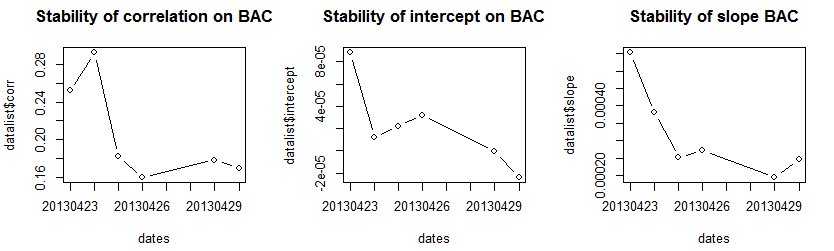 Stability of correlation on BAC
datalist$corr
0.28
0.24
0.20
0.16
20130423 20130426 20130429
dates
Stability of intercept on BAC
datalist$intercept
8e-05
4e-05
-2e-05
20130423 20130426 20130429
dates
Stability of slope BAC
datalist$slope
0.00040
0.00020
20130423 20130426 20130429
dates